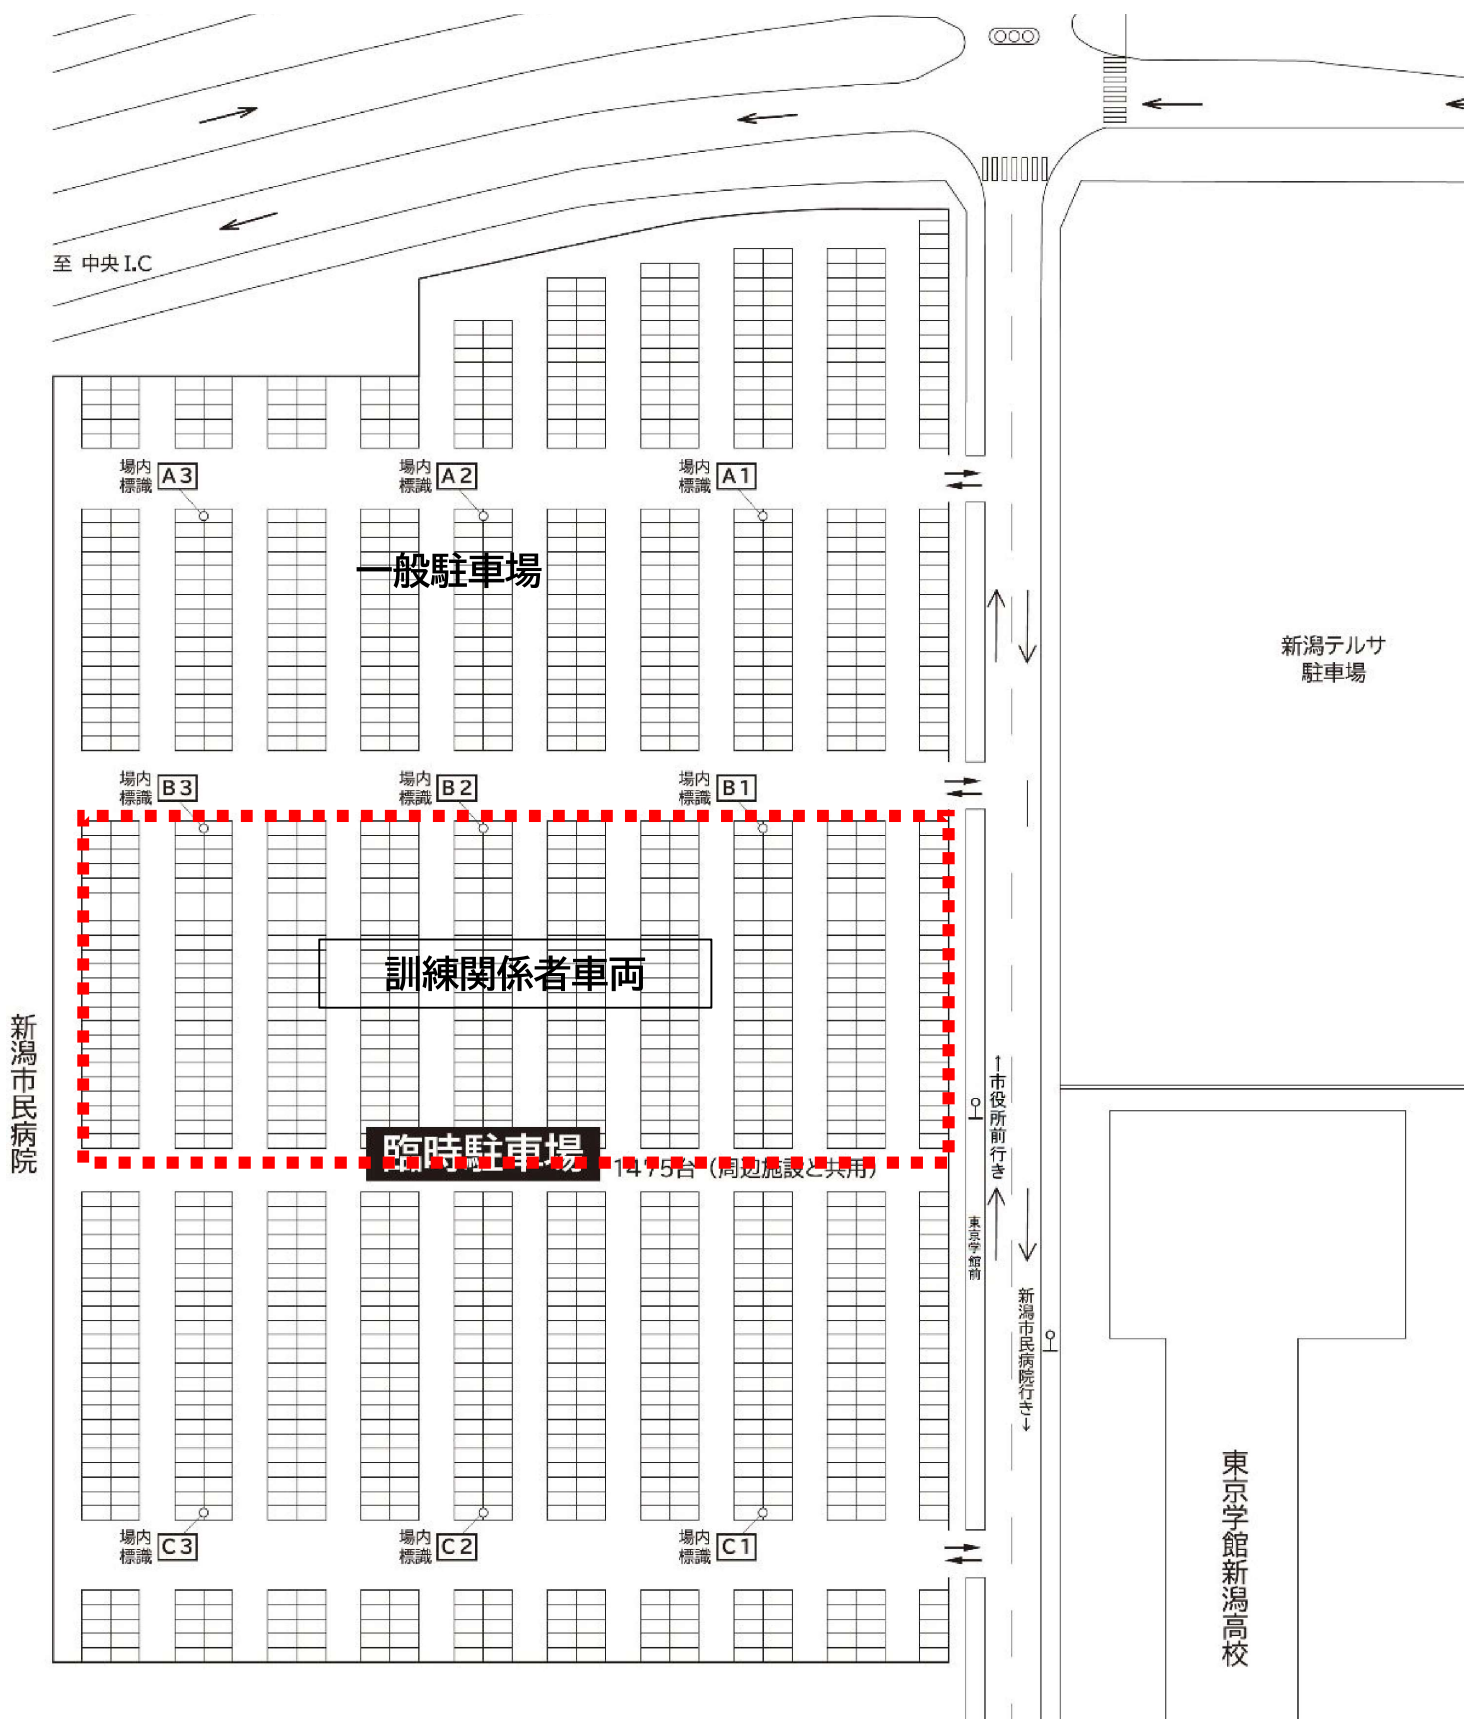 至 中央I.C
場内
標識
A3
場内
標識
A2
場内
標識
A1
一般駐車場
新潟テルサ
駐車場
場内
標識
B3
場内
標識
B2
場内
標識
B1
訓練関係者車両
新潟市民病院
←市役所前行き
臨時駐車場
1475台（周辺施設と共用）
東京学館前
新潟市民病院行き→
東京学館新潟高校
場内
標識
C3
場内
標識
C2
場内
標識
C1